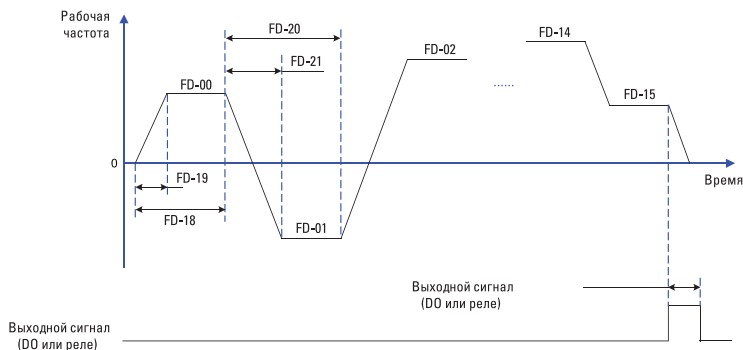 Рабочая
частота
FD-20
FD-14
FD-21
FD-02
FD-00
......
FD-15
0
Время
FD-19
FD-18
FD-01
Выходной сигнал
(DO или реле)
Выходной сигнал
(DO или реле)